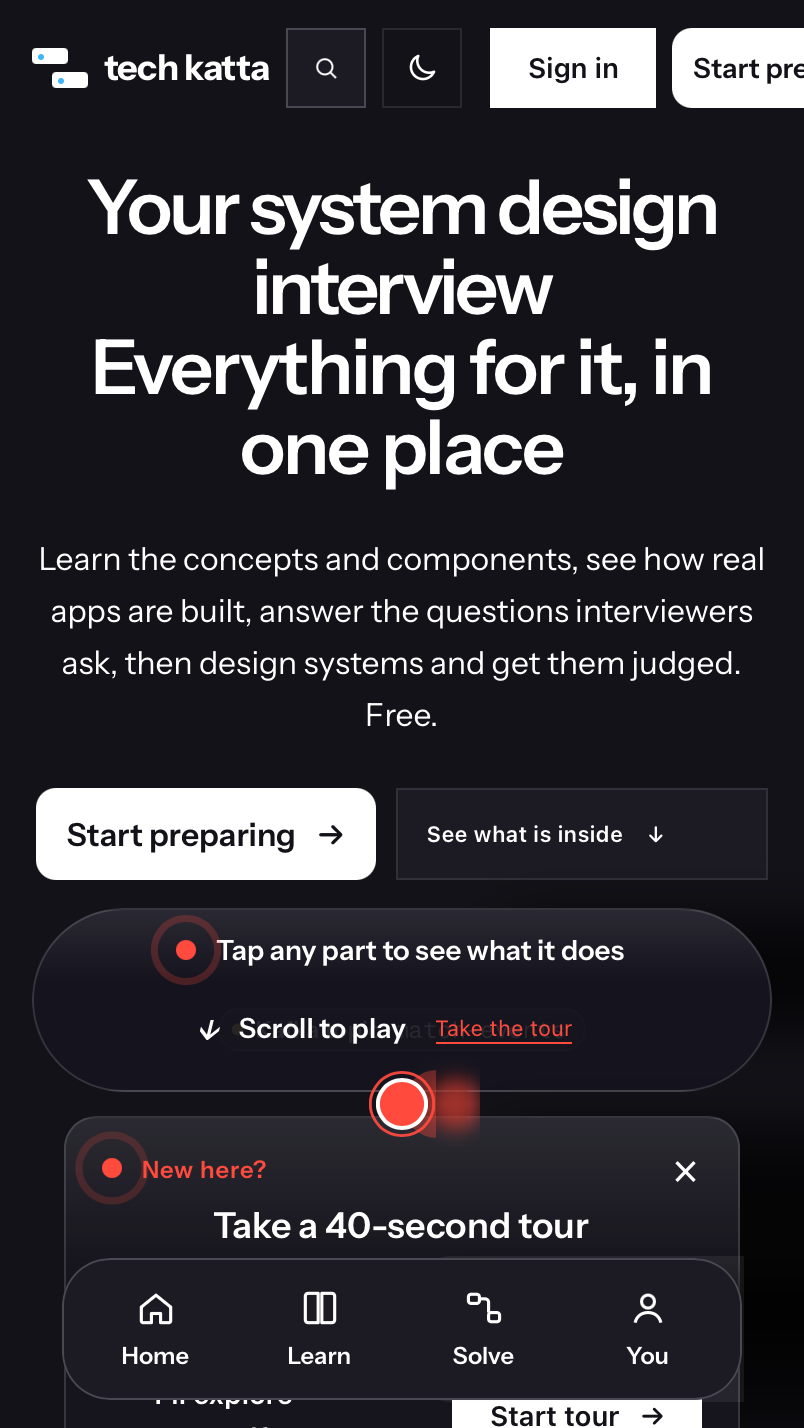 tech katta
Sign in
Start pre
Your system design
interview
Everything for it, in
one place
Learn the concepts and components, see how real
apps are built, answer the questions interviewers
ask, then design systems and get them judged.
Free.
Start preparing
See what is inside
Tap any part to see what it does
Scroll to play
Take the tour
New here?
Take a 40-second tour
Home
Learn
Solve
You
Start tour